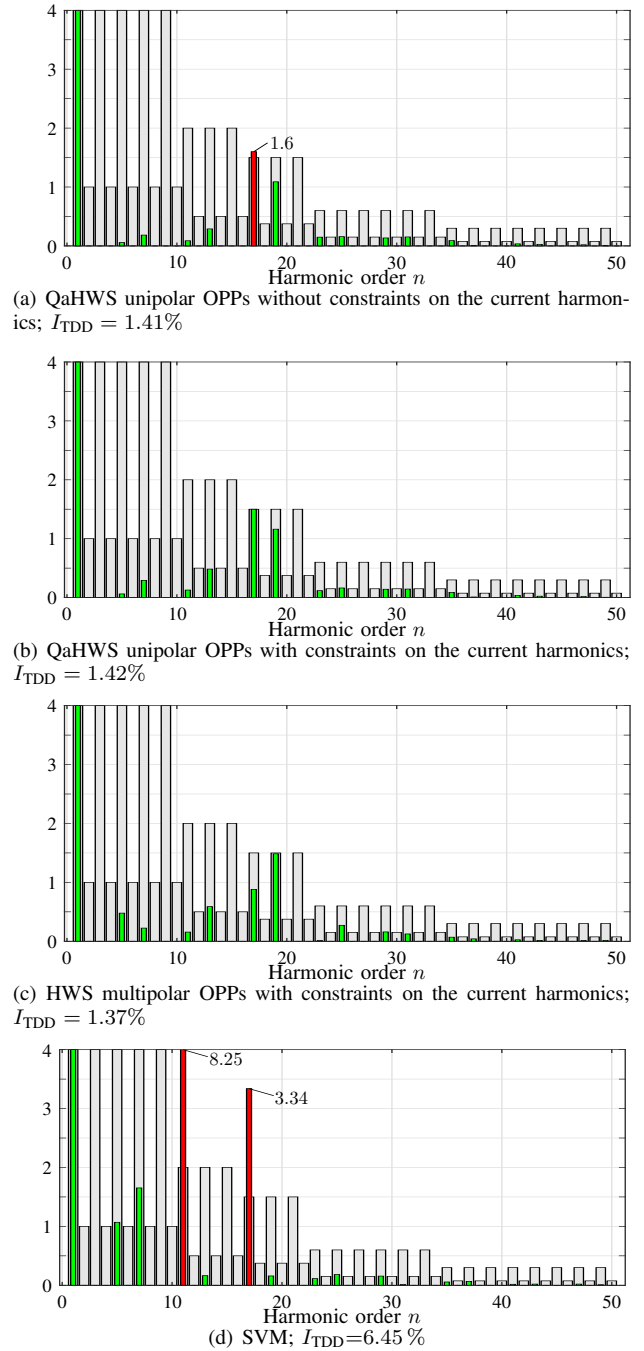 4
3
2
1
0
1.6
0 10 20 30 40 50
Harmonic order n
(a) QaHWS unipolar OPPs without constraints on the current harmon-
ics; I_TDD = 1.41%
4
3
2
1
0
0 10 20 30 40 50
Harmonic order n
(b) QaHWS unipolar OPPs with constraints on the current harmonics;
I_TDD = 1.42%
4
3
2
1
0
0 10 20 30 40 50
Harmonic order n
(c) HWS multipolar OPPs with constraints on the current harmonics;
I_TDD = 1.37%
4
3
2
1
0
8.25
3.34
0 10 20 30 40 50
Harmonic order n
(d) SVM; I_TDD=6.45 %